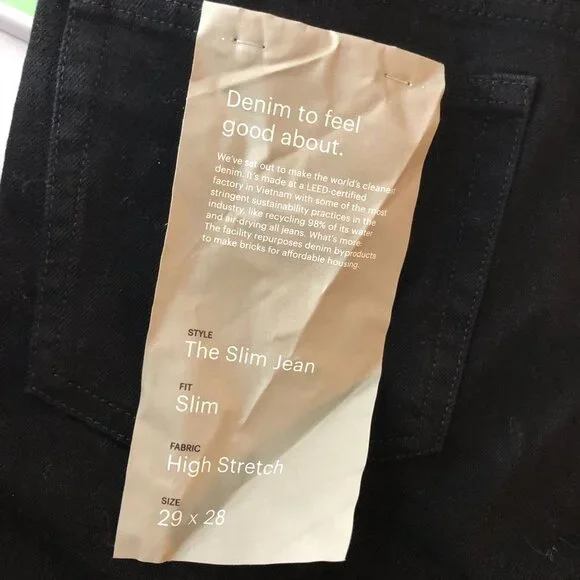 Denim to feel
good about.
We've set out to make the world's cleanest
denim. It's made at a LEED-certified
factory in Vietnam with some of the most
stringent sustainability practices in the
industry, like recycling 98% of its water
and air-drying all jeans. What's more:
The facility repurposes denim byproducts
to make bricks for affordable housing.
STYLE
The Slim Jean
FIT
Slim
FABRIC
High Stretch
SIZE
29 x 28